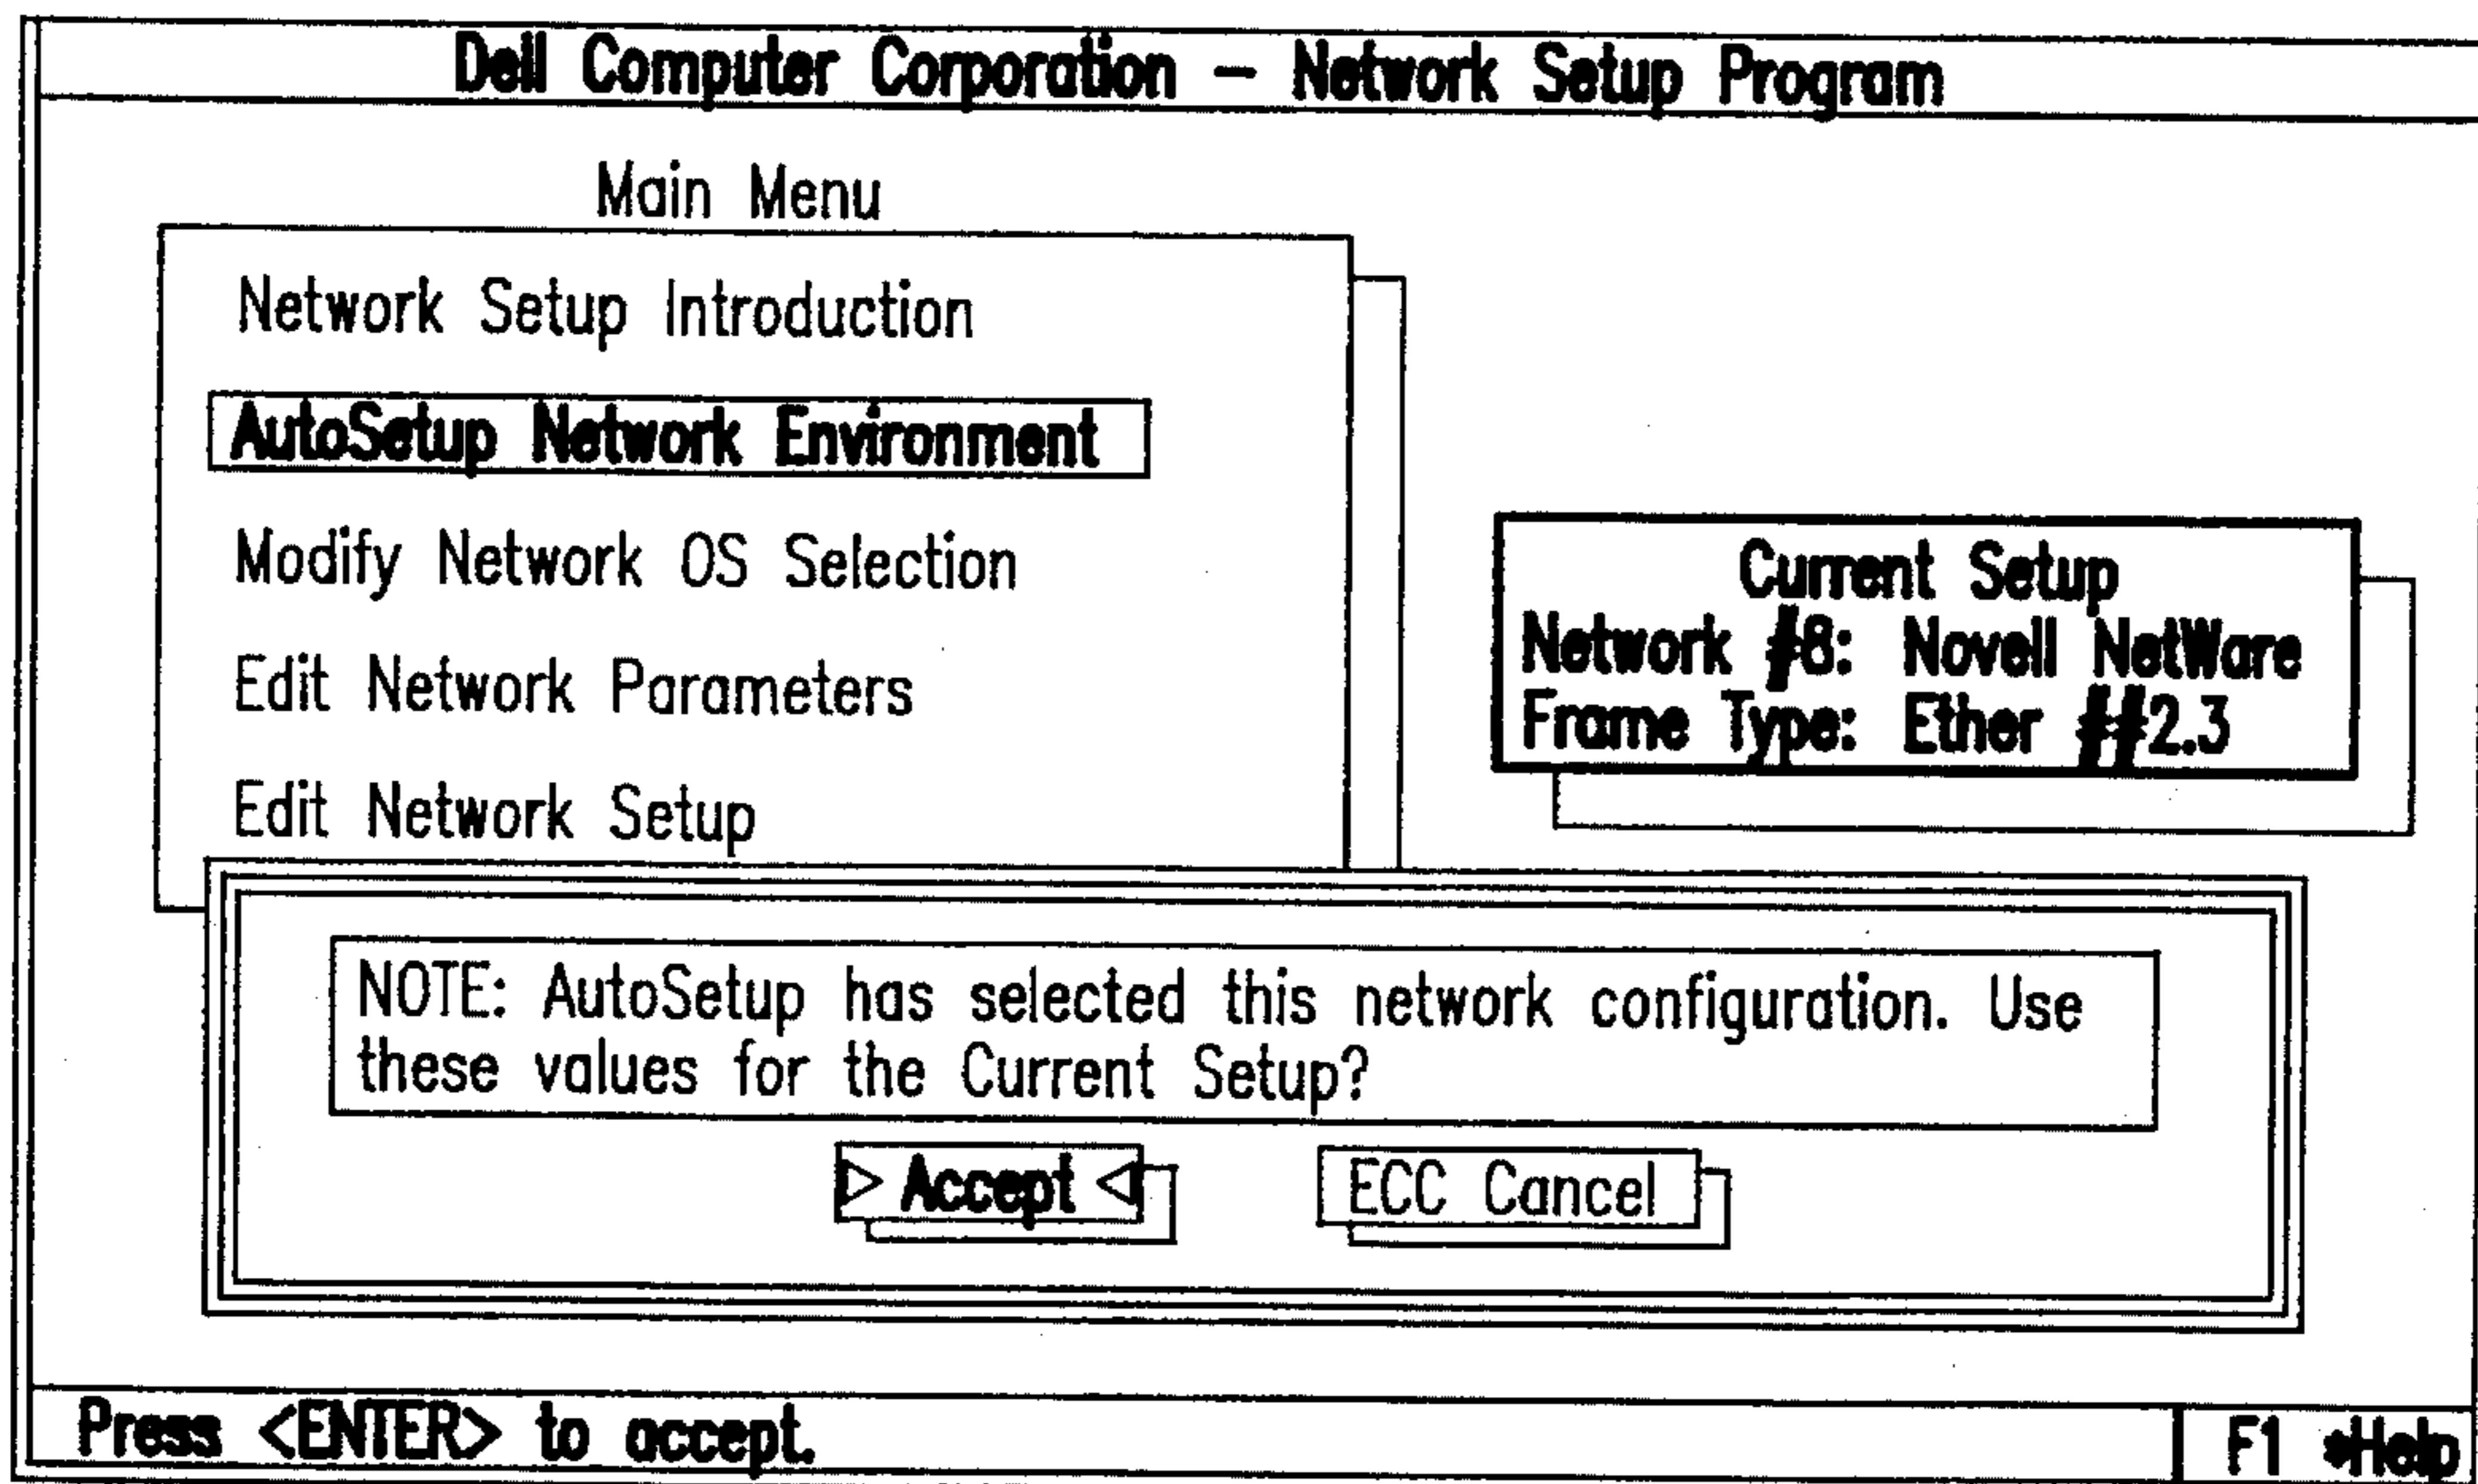 Dell Computer Corporation – Network Setup Program
Main Menu
Network Setup Introduction
AutoSetup Network Environment
Modify Network OS Selection
Edit Network Parameters
Edit Network Setup
Current Setup
Network #8: Novell NetWare
Frame Type: Ether ##2.3
NOTE: AutoSetup has selected this network configuration. Use
these values for the Current Setup?
▷ Accept ◁
ECC Cancel
Press <ENTER> to accept.
F1 *Help